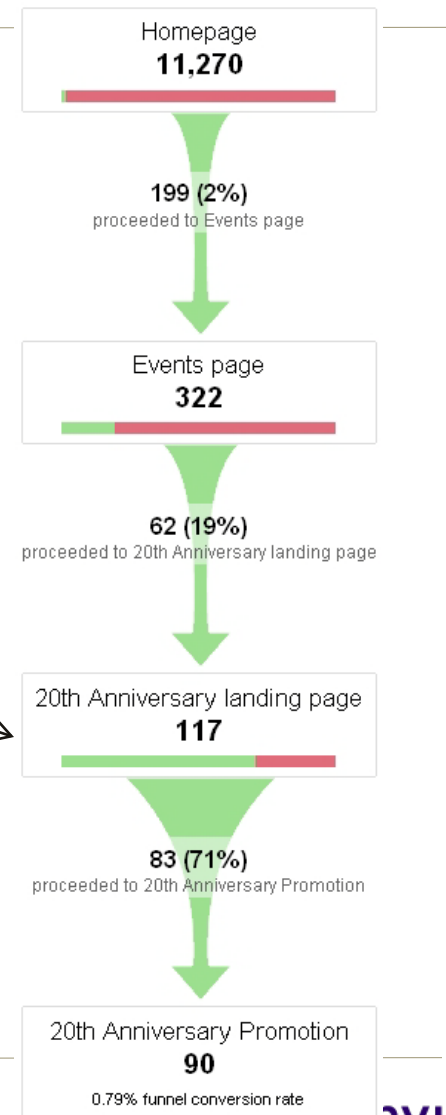 Homepage
11,270
199 (2%)
proceeded to Events page
Events page
322
62 (19%)
proceeded to 20th Anniversary landing page
20th Anniversary landing page
117
83 (71%)
proceeded to 20th Anniversary Promotion
20th Anniversary Promotion
90
0.79% funnel conversion rate